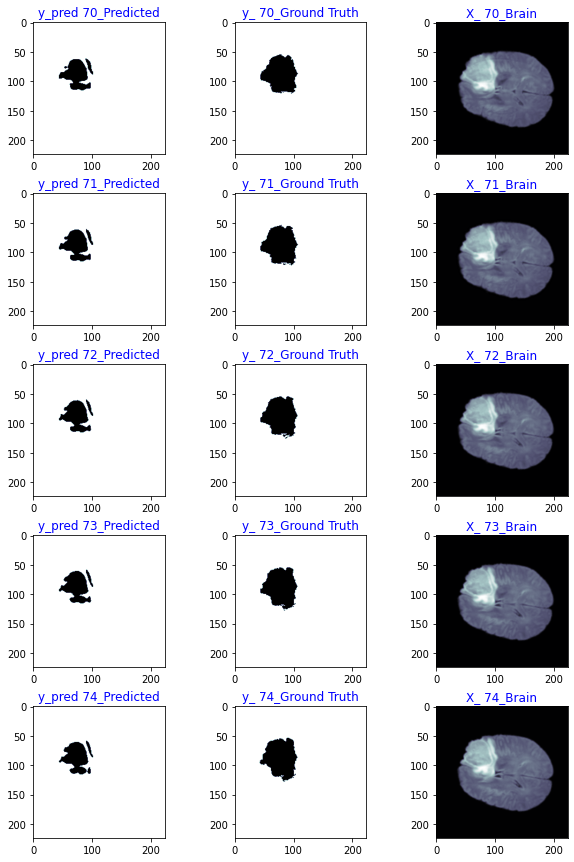 y_pred 70_Predicted y_ 70_Ground Truth X_ 70_Brain
0 0 0
50 50 50
100 100 100
150 150 150
200 200 200
0 100 200 0 100 200 0 100 200
y_pred 71_Predicted y_ 71_Ground Truth X_ 71_Brain
0 0 0
50 50 50
100 100 100
150 150 150
200 200 200
0 100 200 0 100 200 0 100 200
y_pred 72_Predicted y_ 72_Ground Truth X_ 72_Brain
0 0 0
50 50 50
100 100 100
150 150 150
200 200 200
0 100 200 0 100 200 0 100 200
y_pred 73_Predicted y_ 73_Ground Truth X_ 73_Brain
0 0 0
50 50 50
100 100 100
150 150 150
200 200 200
0 100 200 0 100 200 0 100 200
y_pred 74_Predicted y_ 74_Ground Truth X_ 74_Brain
0 0 0
50 50 50
100 100 100
150 150 150
200 200 200
0 100 200 0 100 200 0 100 200